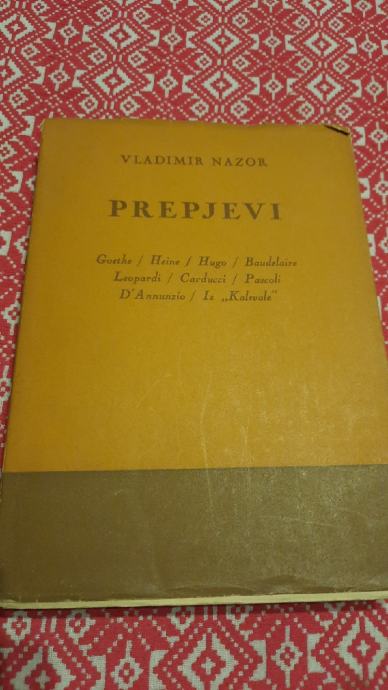 VLADIMIR NAZOR
PREPJEVI
Goethe / Heine / Hugo / Baudelaire
Leopardi / Carducci / Pascoli
D'Annunzio / Iz „Kalevale"